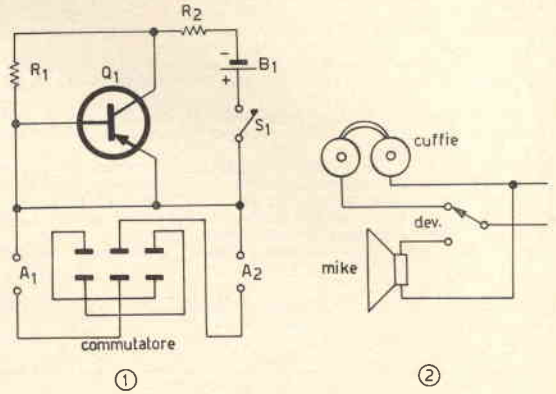 R2
R1
Q1
-
+
B1
S1
A1
A2
commutatore
1
cuffie
dev.
mike
2